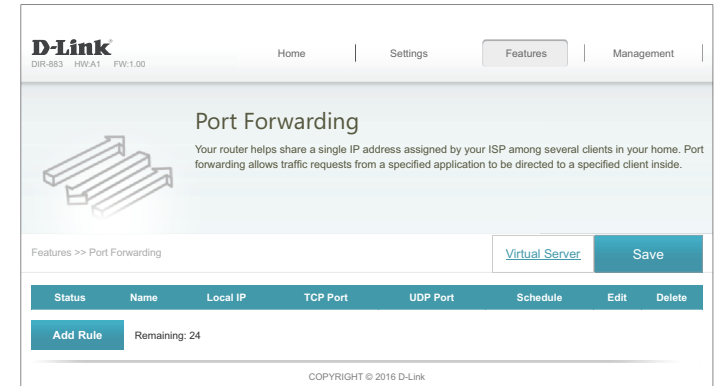 D-Link
DIR-883 HW:A1 FW:1.00
Home Settings Features Management
Port Forwarding
Your router helps share a single IP address assigned by your ISP among several clients in your home. Port
forwarding allows traffic requests from a specified application to be directed to a specified client inside.
Features >> Port Forwarding
Virtual Server
Save
Status Name Local IP TCP Port UDP Port Schedule Edit Delete
Add Rule Remaining: 24
COPYRIGHT © 2016 D-Link